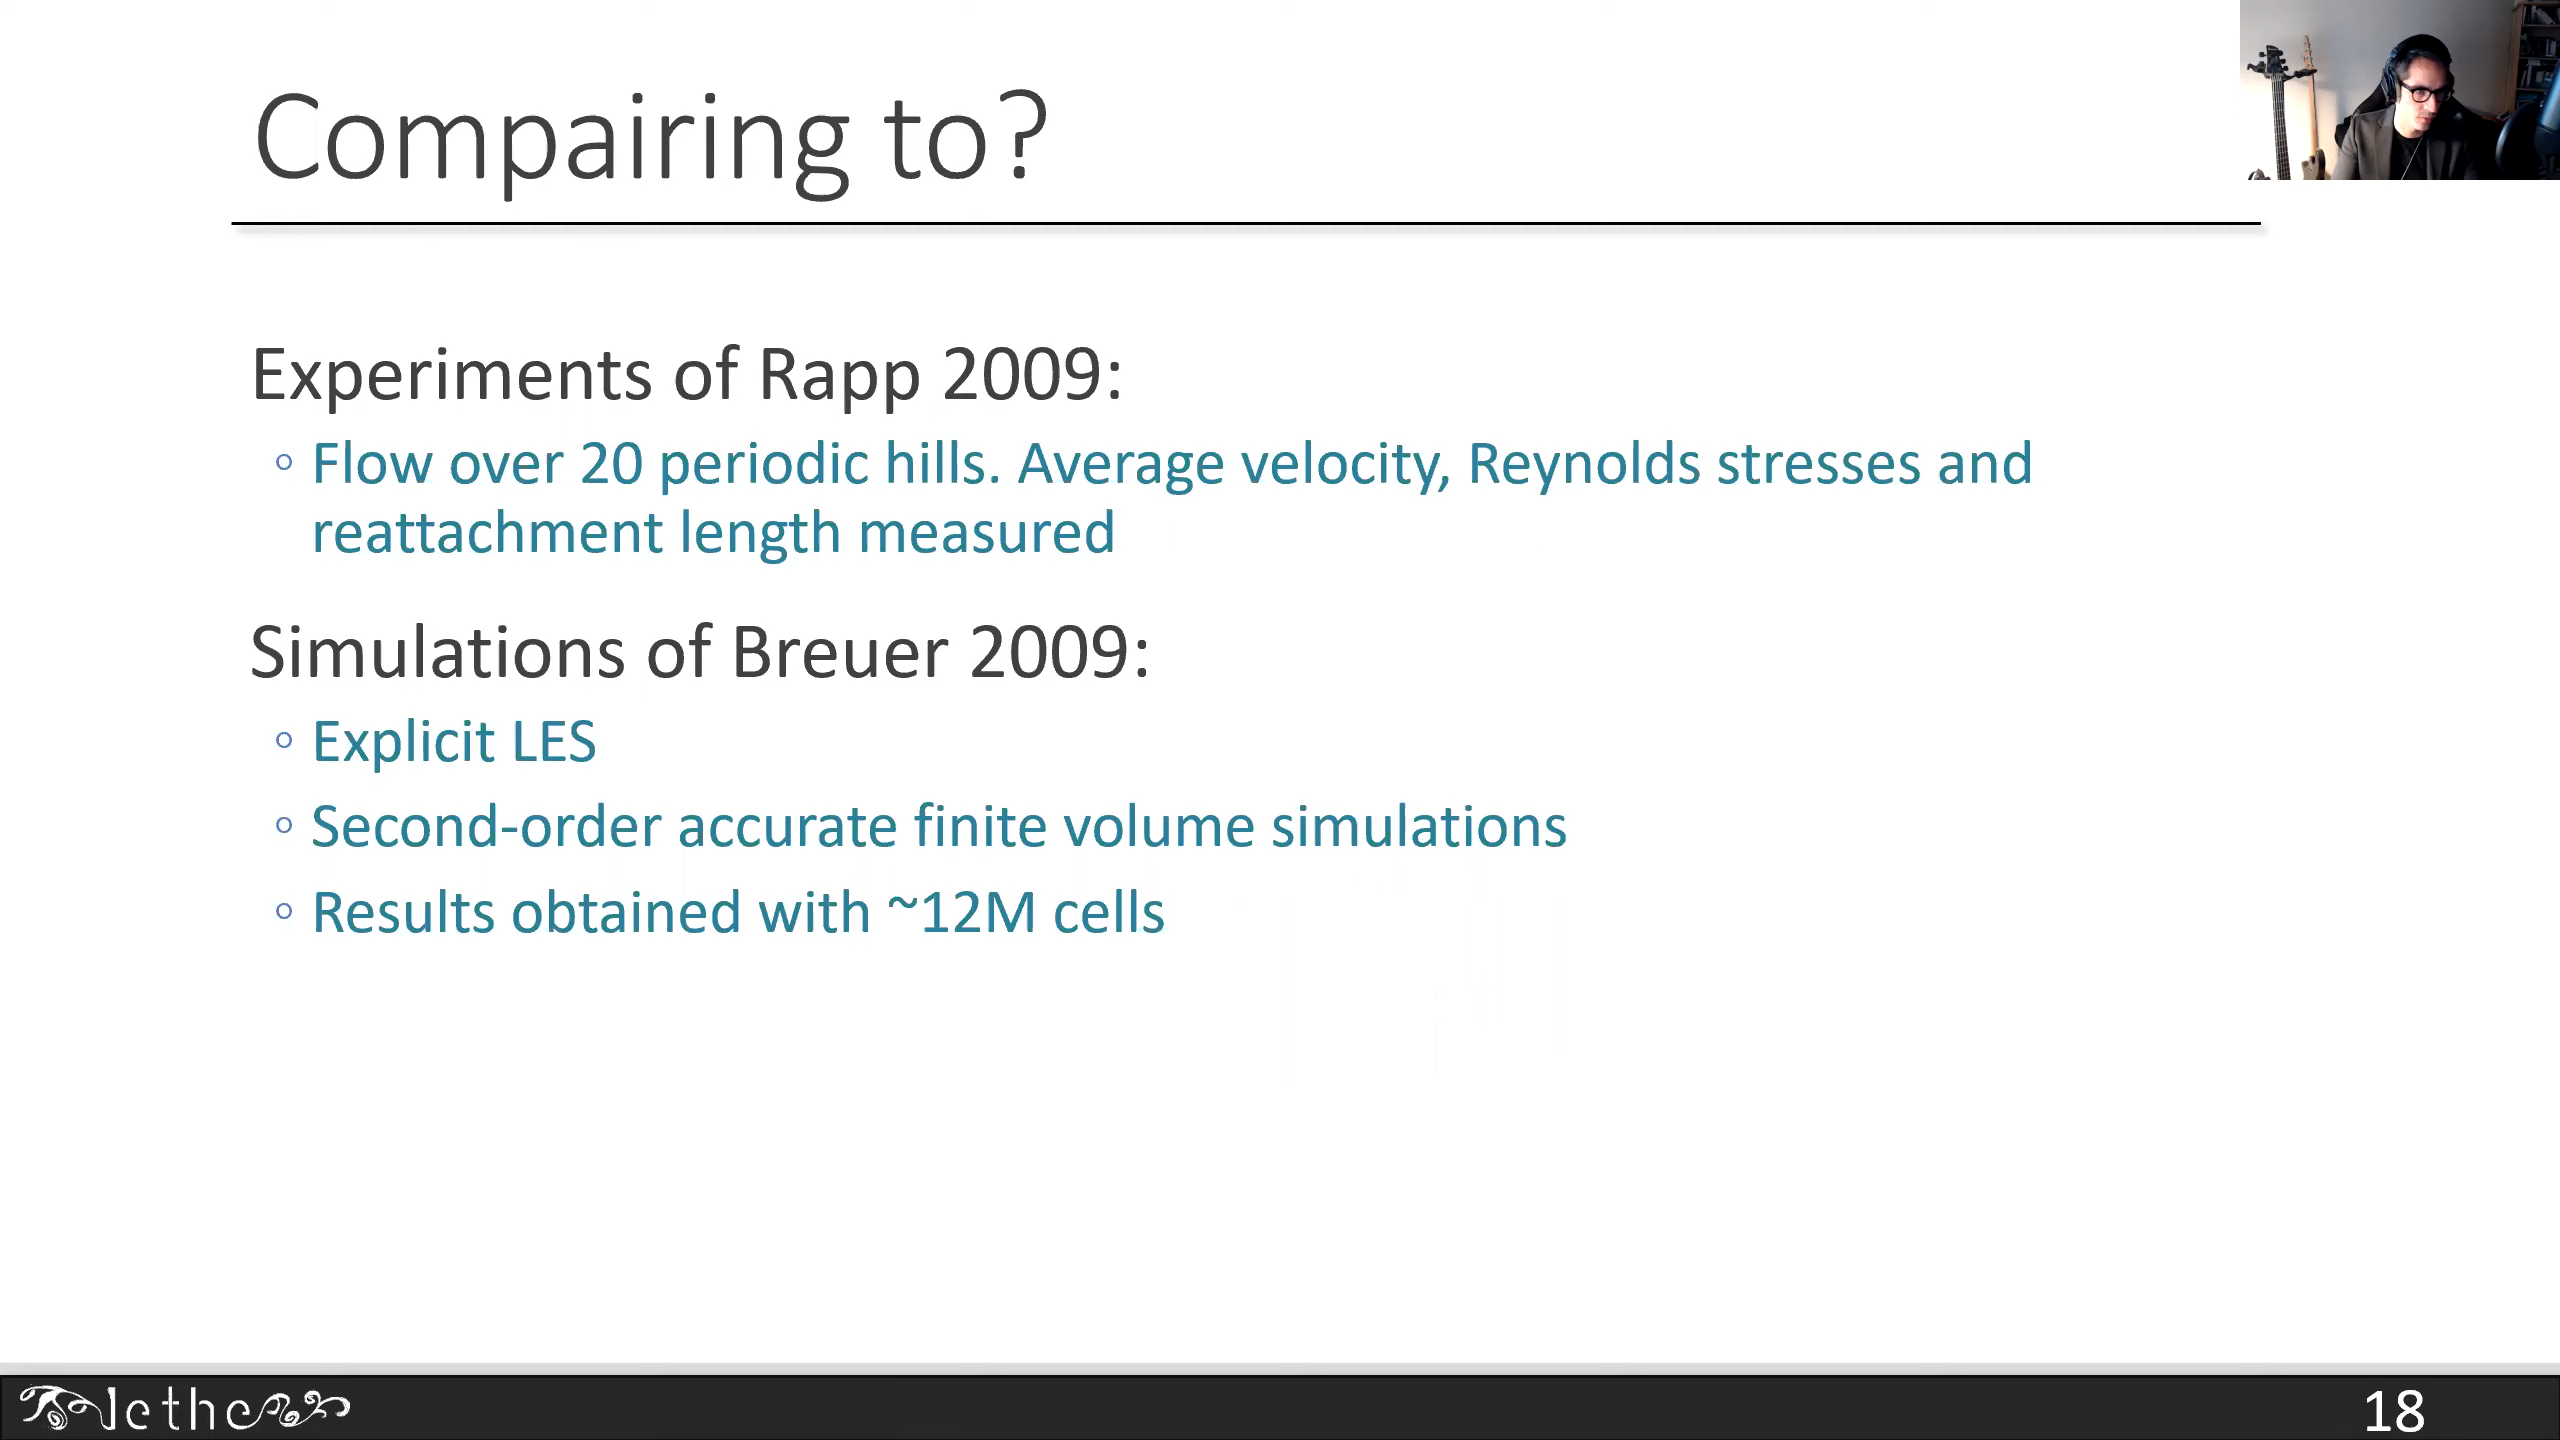 Compairing to?
Experiments of Rapp 2009:
◦ Flow over 20 periodic hills. Average velocity, Reynolds stresses and
reattachment length measured
Simulations of Breuer 2009:
◦ Explicit LES
◦ Second-order accurate finite volume simulations
◦ Results obtained with ~12M cells
lethe
18